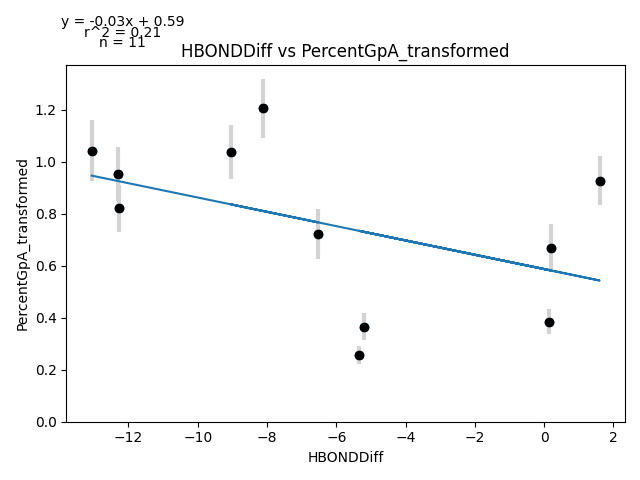 y = -0.03x + 0.59
r^2 = 0.21
n = 11
HBONDDiff vs PercentGpA_transformed
PercentGpA_transformed
1.2
1.0
0.8
0.6
0.4
0.2
0.0
−12
−10
−8
−6
−4
−2
0
2
HBONDDiff